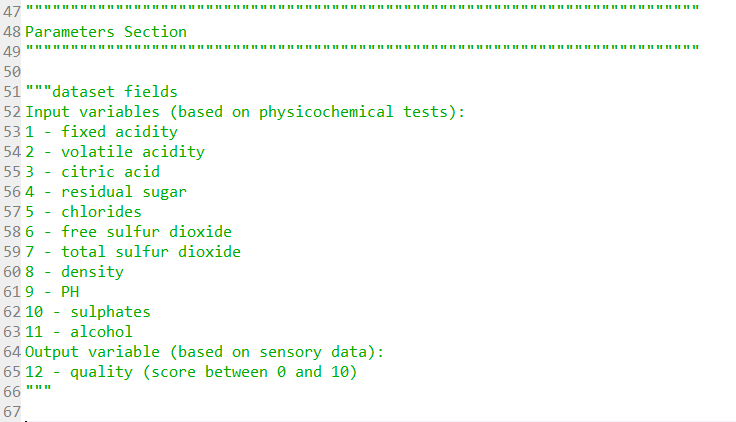 47 """""""""""""""""""""""""""""""""""""""""""""""""""""""""""""""""""""""""""
48 Parameters Section
49 """""""""""""""""""""""""""""""""""""""""""""""""""""""""""""""""""""""""""
50
51 """dataset fields
52 Input variables (based on physicochemical tests):
53 1 - fixed acidity
54 2 - volatile acidity
55 3 - citric acid
56 4 - residual sugar
57 5 - chlorides
58 6 - free sulfur dioxide
59 7 - total sulfur dioxide
60 8 - density
61 9 - PH
62 10 - sulphates
63 11 - alcohol
64 Output variable (based on sensory data):
65 12 - quality (score between 0 and 10)
66 """
67